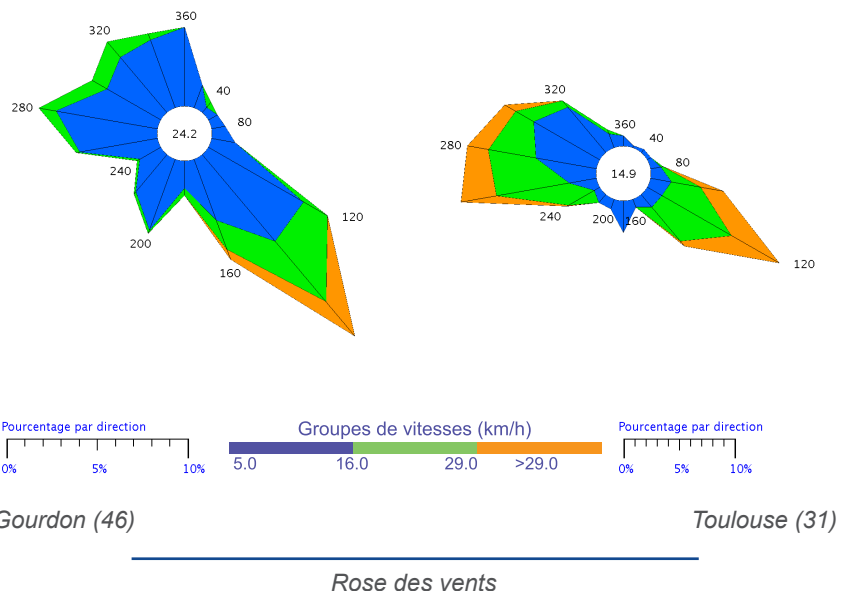 360
320
40
80
280
24.2
240
120
200
160
320
360
40
280
80
14.9
240
200
160
120
Pourcentage par direction
0% 5% 10%
Groupes de vitesses (km/h)
5.0 16.0 29.0 >29.0
Pourcentage par direction
0% 5% 10%
Gourdon (46)
Toulouse (31)
Rose des vents